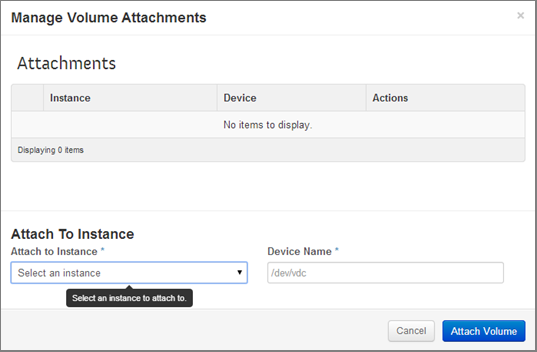 Manage Volume Attachments ×
Attachments
Instance Device Actions
No items to display.
Displaying 0 items
Attach To Instance
Attach to Instance * Device Name *
Select an instance /dev/vdc
Select an instance to attach to.
Cancel Attach Volume